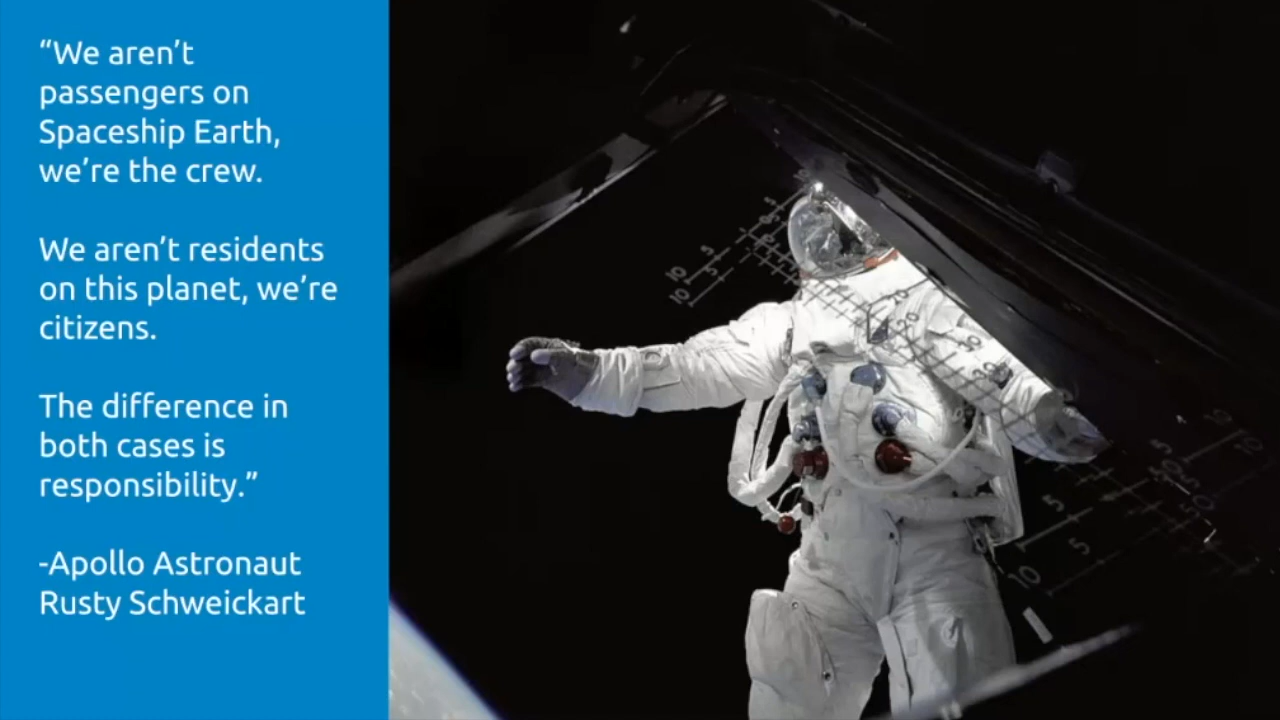 “We aren’t
passengers on
Spaceship Earth,
we’re the crew.
We aren’t residents
on this planet, we’re
citizens.
The difference in
both cases is
responsibility.”
-Apollo Astronaut
Rusty Schweickart